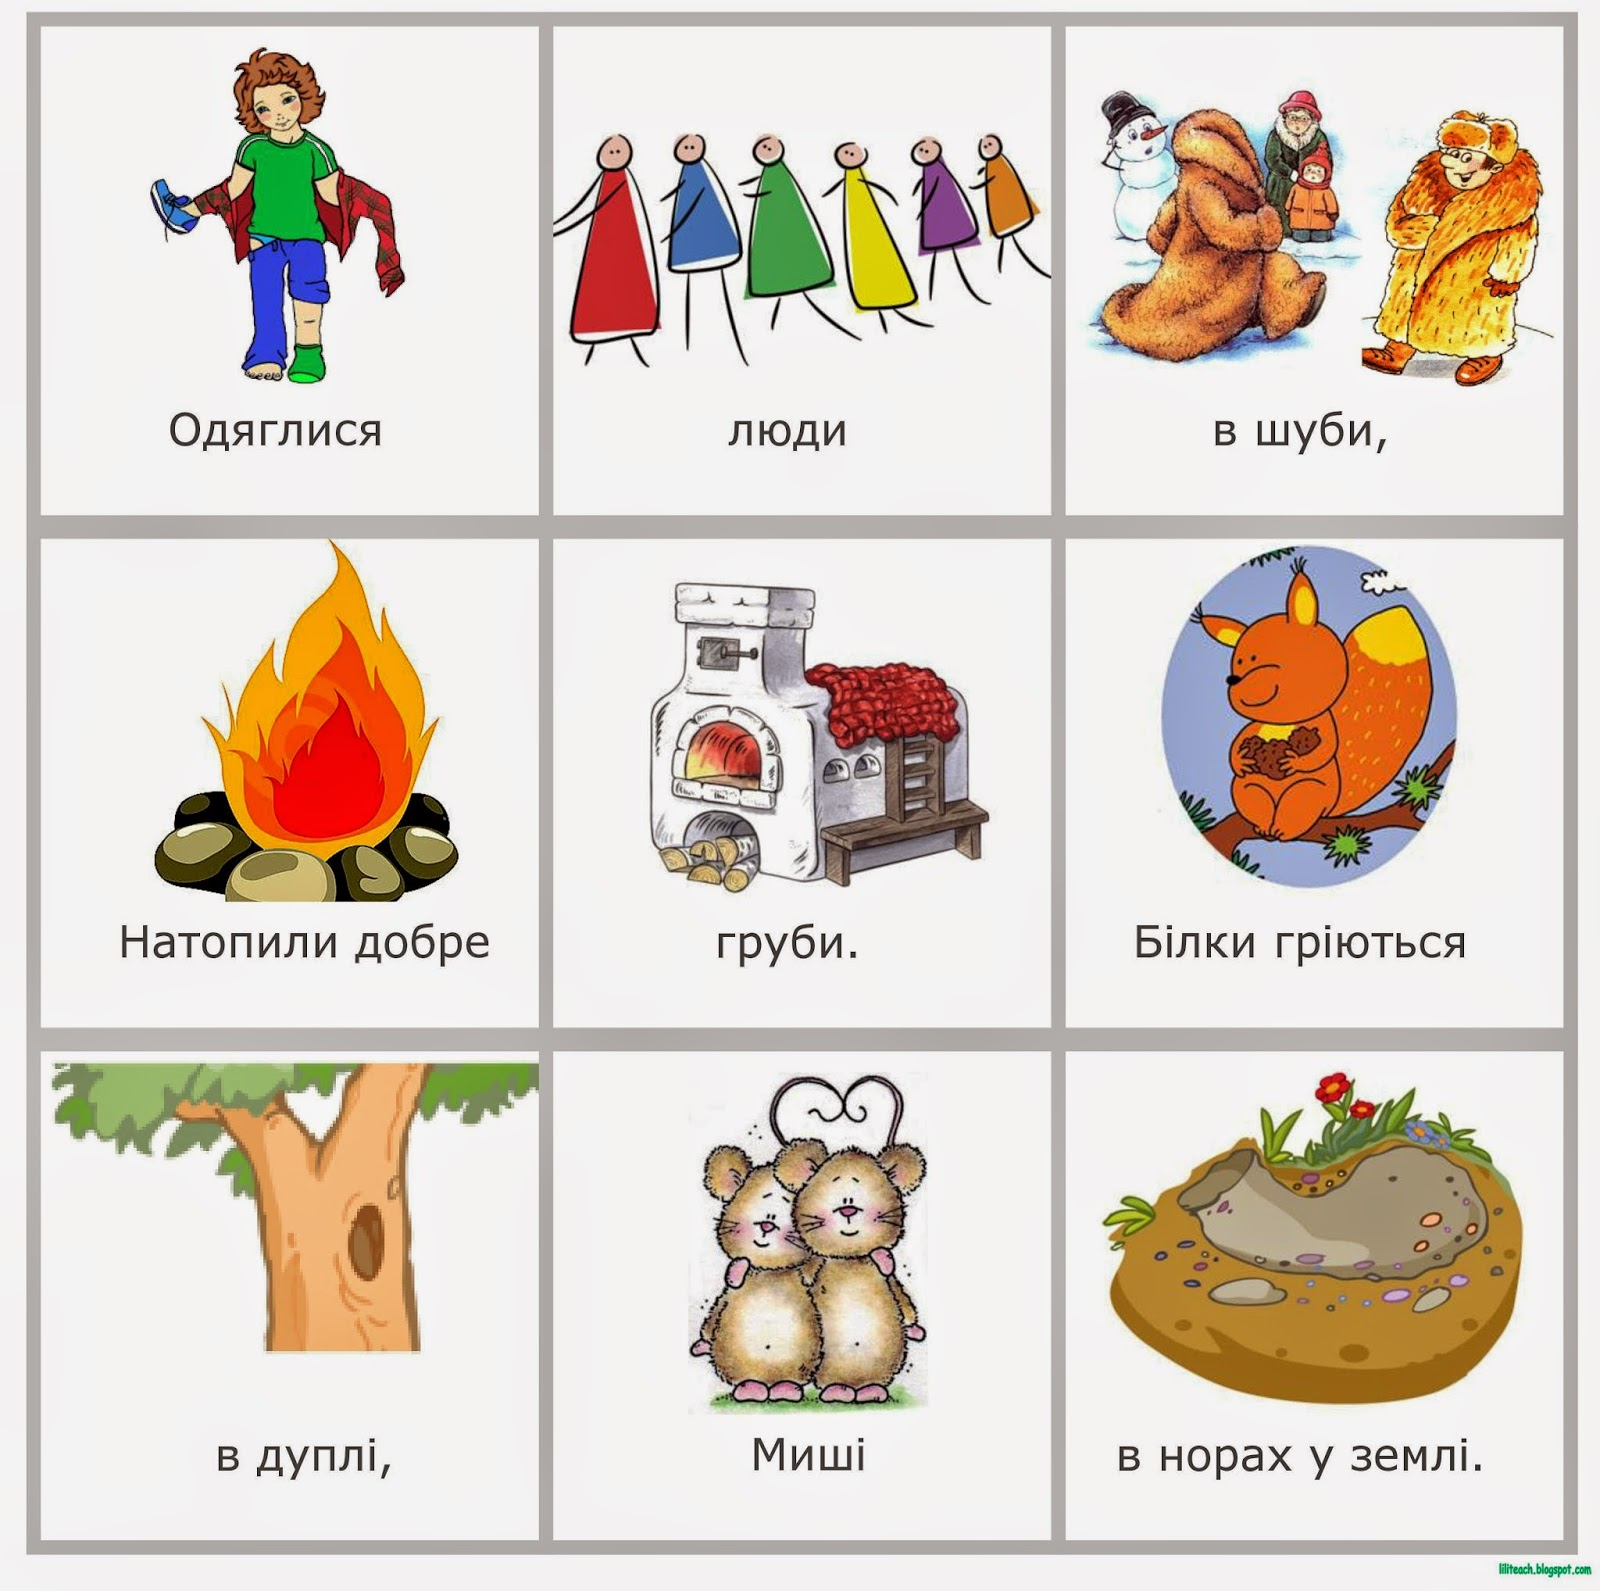 Одяглися
люди
в шуби,
Натопили добре
груби.
Білки гріються
в дуплі,
Миші
в норах у землі.
liliteach.blogspot.com